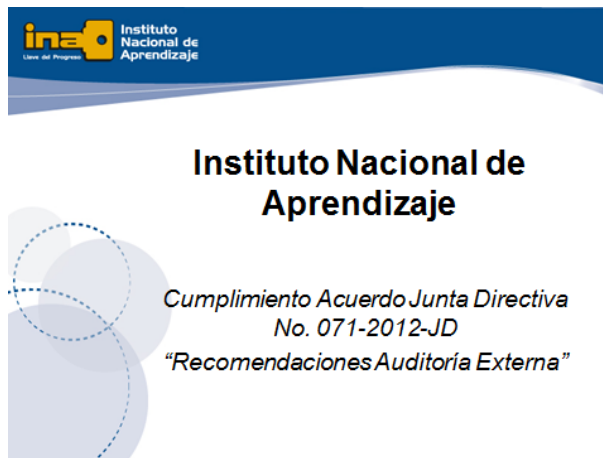 ina
Llave del Progreso
Instituto
Nacional de
Aprendizaje
Instituto Nacional de
Aprendizaje
Cumplimiento Acuerdo Junta Directiva
No. 071-2012-JD
“Recomendaciones Auditoría Externa”